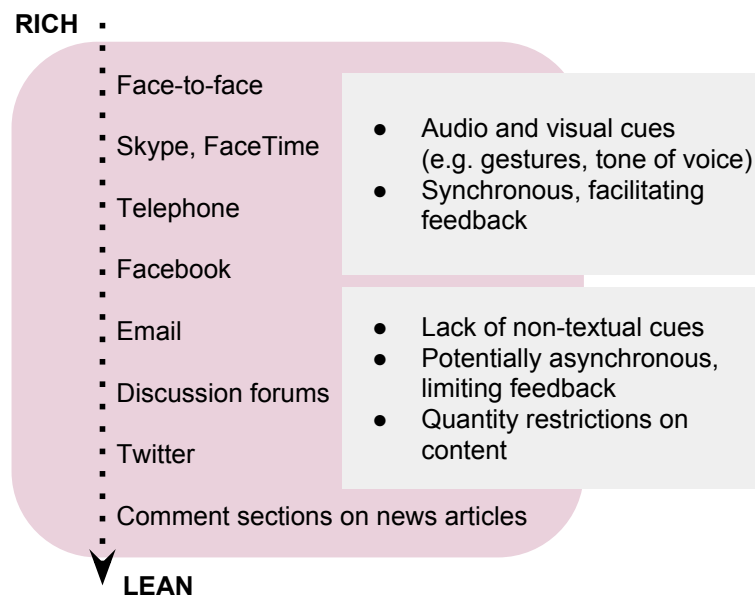 RICH
Face-to-face
Skype, FaceTime
Telephone
Facebook
Email
Discussion forums
Twitter
Comment sections on news articles
LEAN
● Audio and visual cues
(e.g. gestures, tone of voice)
● Synchronous, facilitating
feedback
● Lack of non-textual cues
● Potentially asynchronous,
limiting feedback
● Quantity restrictions on
content